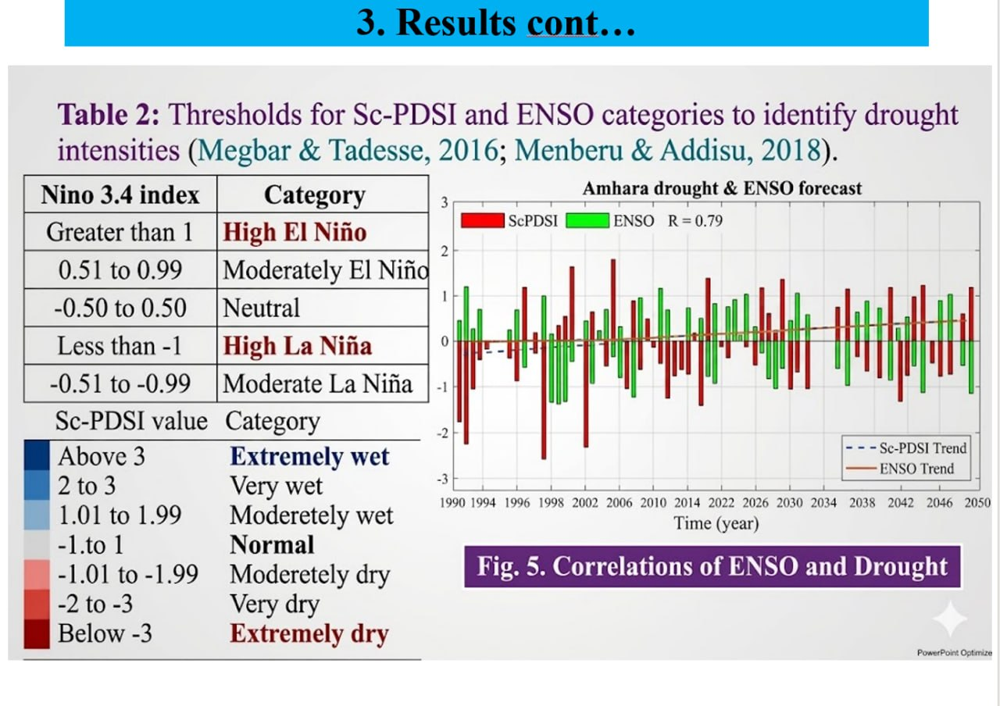 3. Results cont…
Table 2: Thresholds for Sc-PDSI and ENSO categories to identify drought
intensities (Megbar & Tadesse, 2016; Menberu & Addisu, 2018).
Nino 3.4 index Category
Greater than 1 High El Niño
0.51 to 0.99 Moderately El Niño
-0.50 to 0.50 Neutral
Less than -1 High La Niña
-0.51 to -0.99 Moderate La Niña
Sc-PDSI value Category
Above 3 Extremely wet
2 to 3 Very wet
1.01 to 1.99 Moderetely wet
-1.to 1 Normal
-1.01 to -1.99 Moderetely dry
-2 to -3 Very dry
Below -3 Extremely dry
Amhara drought & ENSO forecast
ScPDSI ENSO R = 0.79
3
2
1
0
-1
-2
-3
Sc-PDSI Trend
ENSO Trend
1990 1994 1996 1998 2002 2006 2010 2014 2022 2026 2030 2034 2038 2042 2046 2050
Time (year)
Fig. 5. Correlations of ENSO and Drought
PowerPoint Optimize